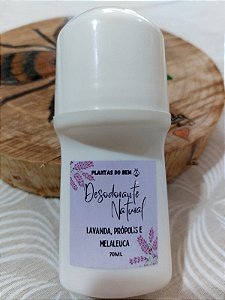 PLANTAS DO BEM
Desodorante
Natural
LAVANDA, PRÓPOLIS E
MELALEUCA
70ML